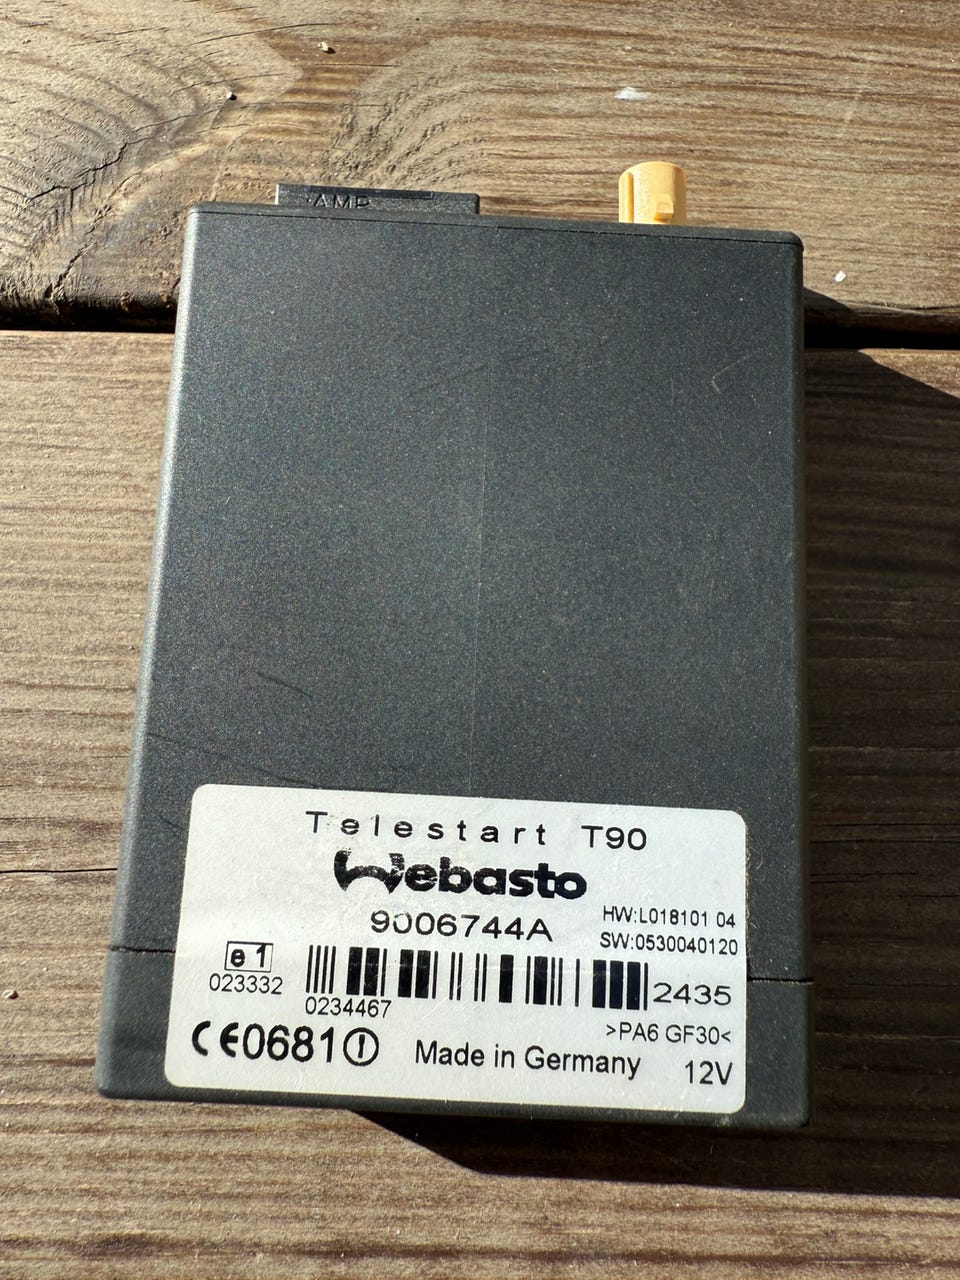 AMP
Telestart T90
Webasto
9006744A
HW:L018101 04
SW:0530040120
e1
023332
0234467
2435
>PA6 GF30<
CE0681
Made in Germany
12V